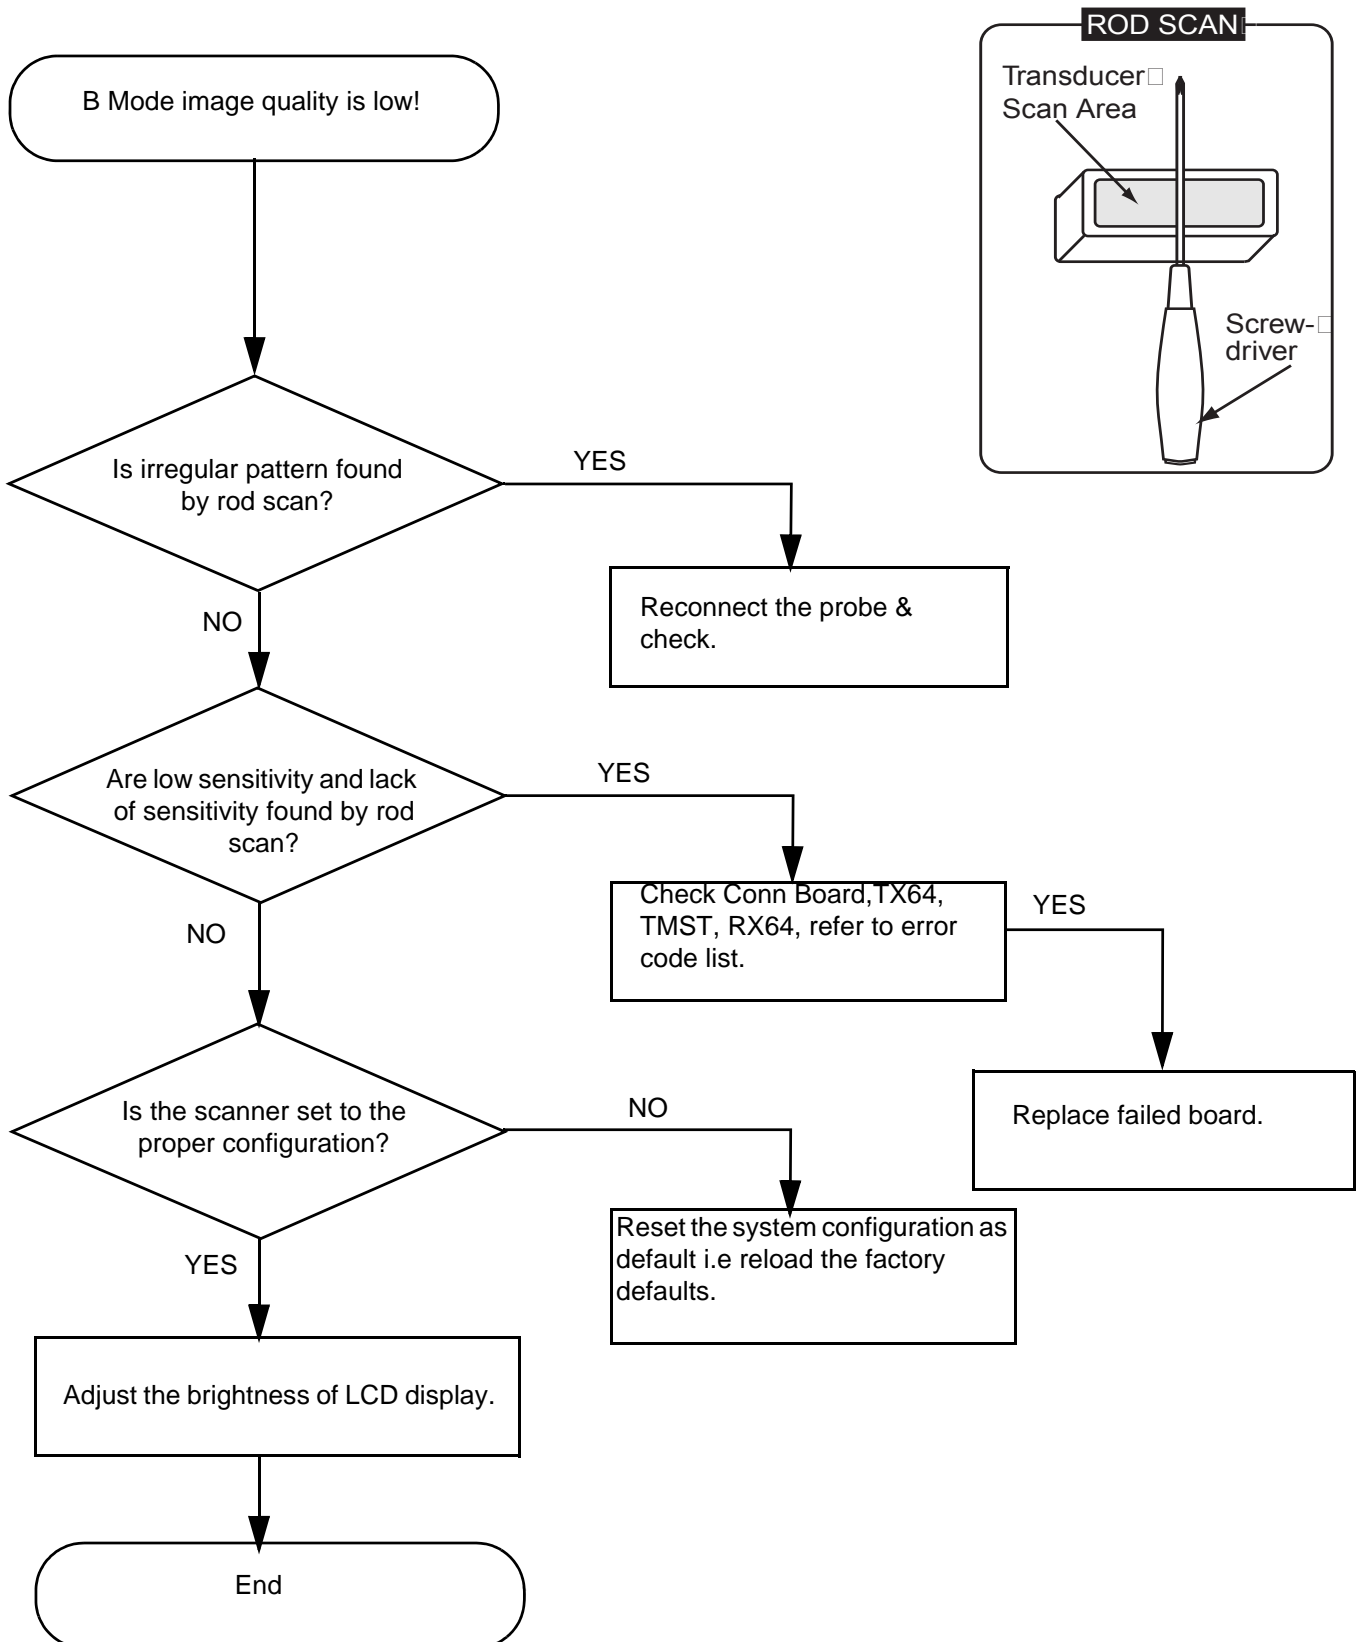 ROD SCAN
Transducer
Scan Area
Screw-
driver
B Mode image quality is low!
Is irregular pattern found
by rod scan?
YES
Reconnect the probe &
check.
NO
Are low sensitivity and lack
of sensitivity found by rod
scan?
YES
Check Conn Board,TX64,
TMST, RX64, refer to error
code list.
YES
Replace failed board.
NO
Is the scanner set to the
proper configuration?
NO
Reset the system configuration as
default i.e reload the factory
defaults.
YES
Adjust the brightness of LCD display.
End